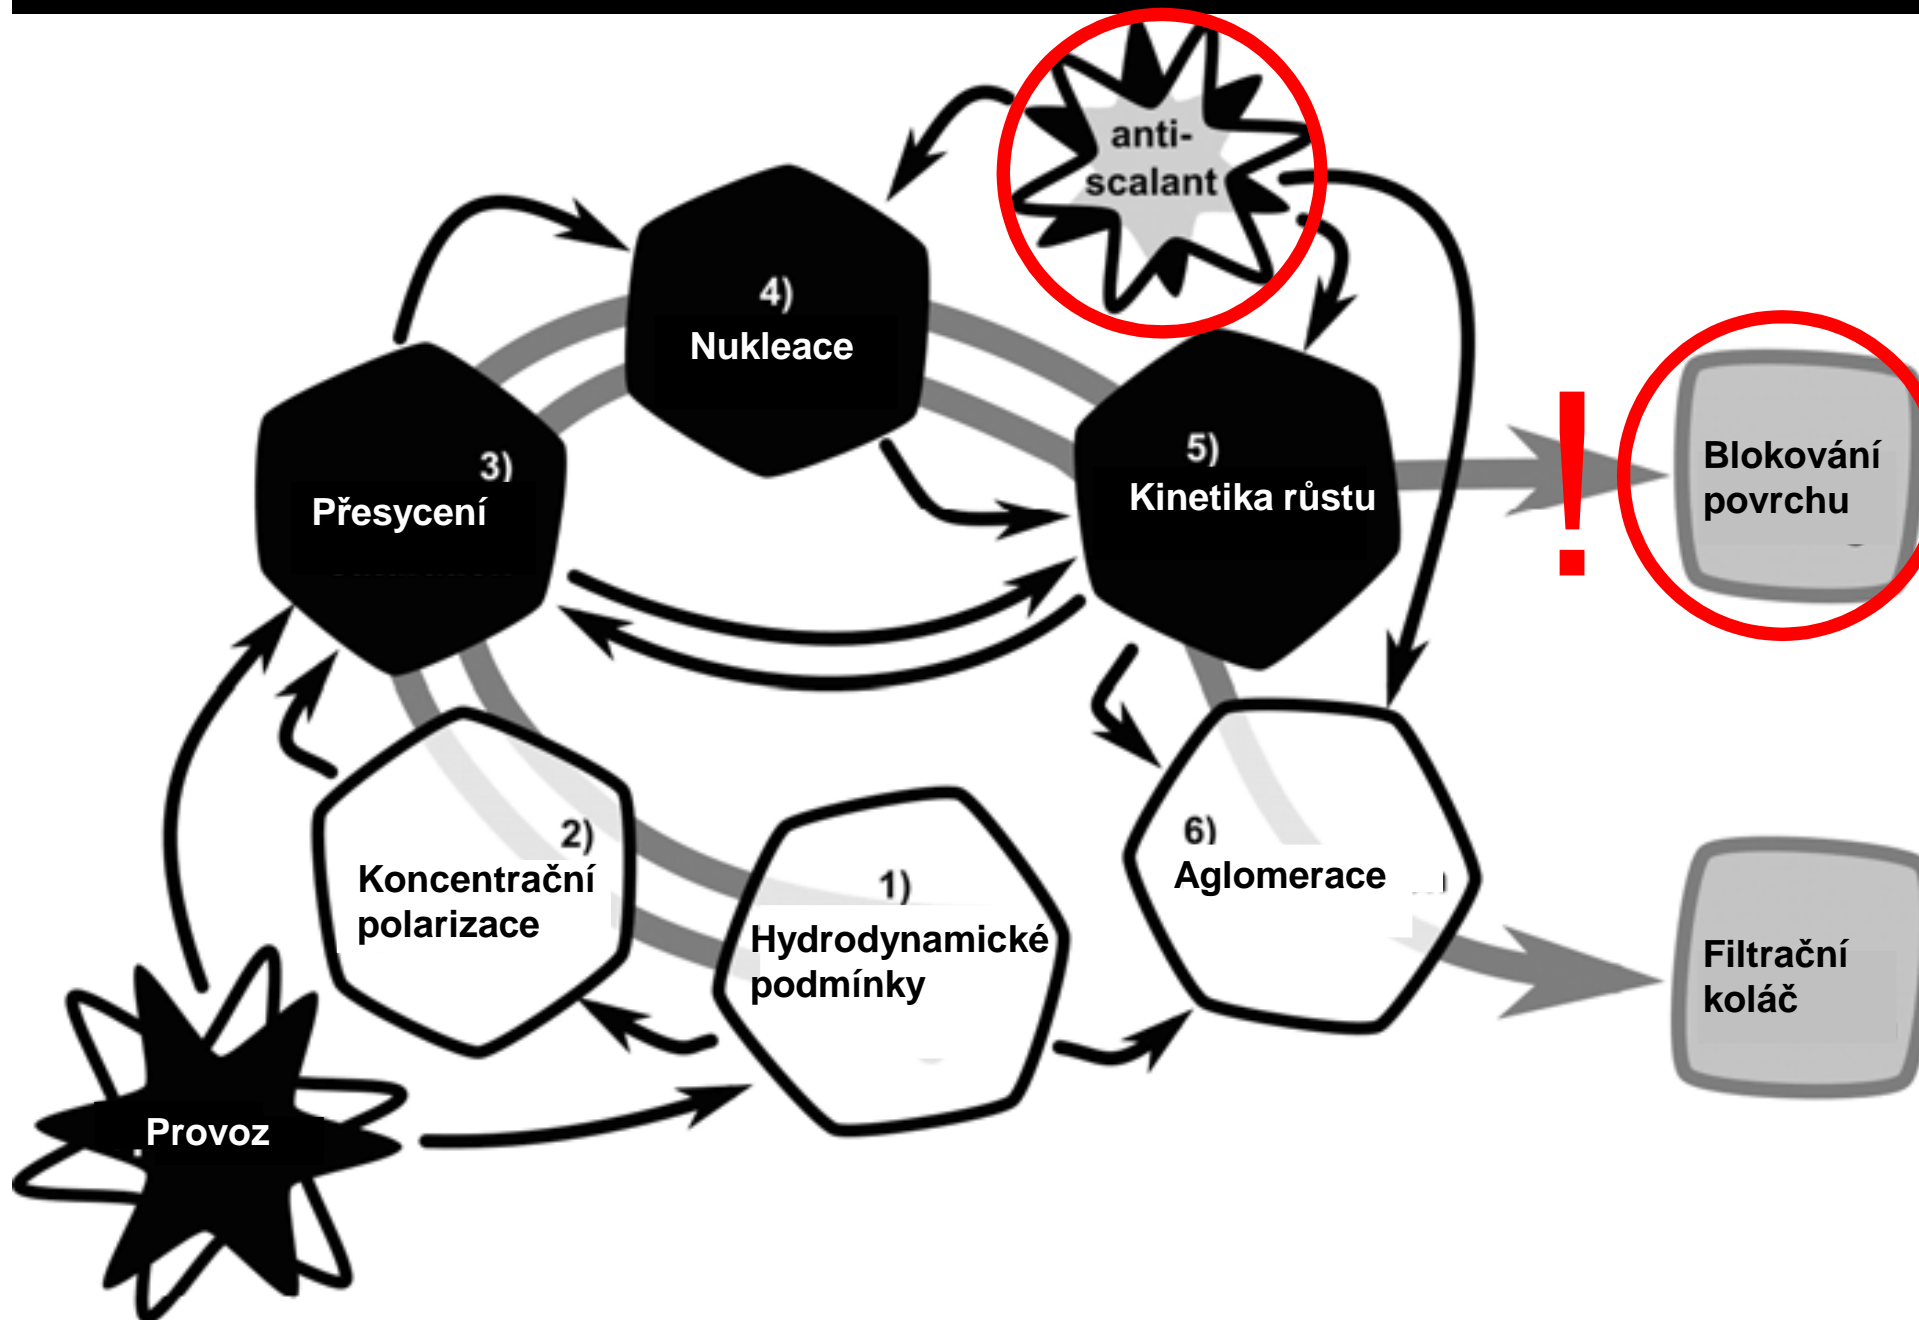 anti-
scalant
4)
Nukleace
3)
Přesycení
5)
Kinetika růstu
!
Blokování
povrchu
2)
Koncentrační
polarizace
1)
Hydrodynamické
podmínky
6)
Aglomerace
Filtrační
koláč
Provoz